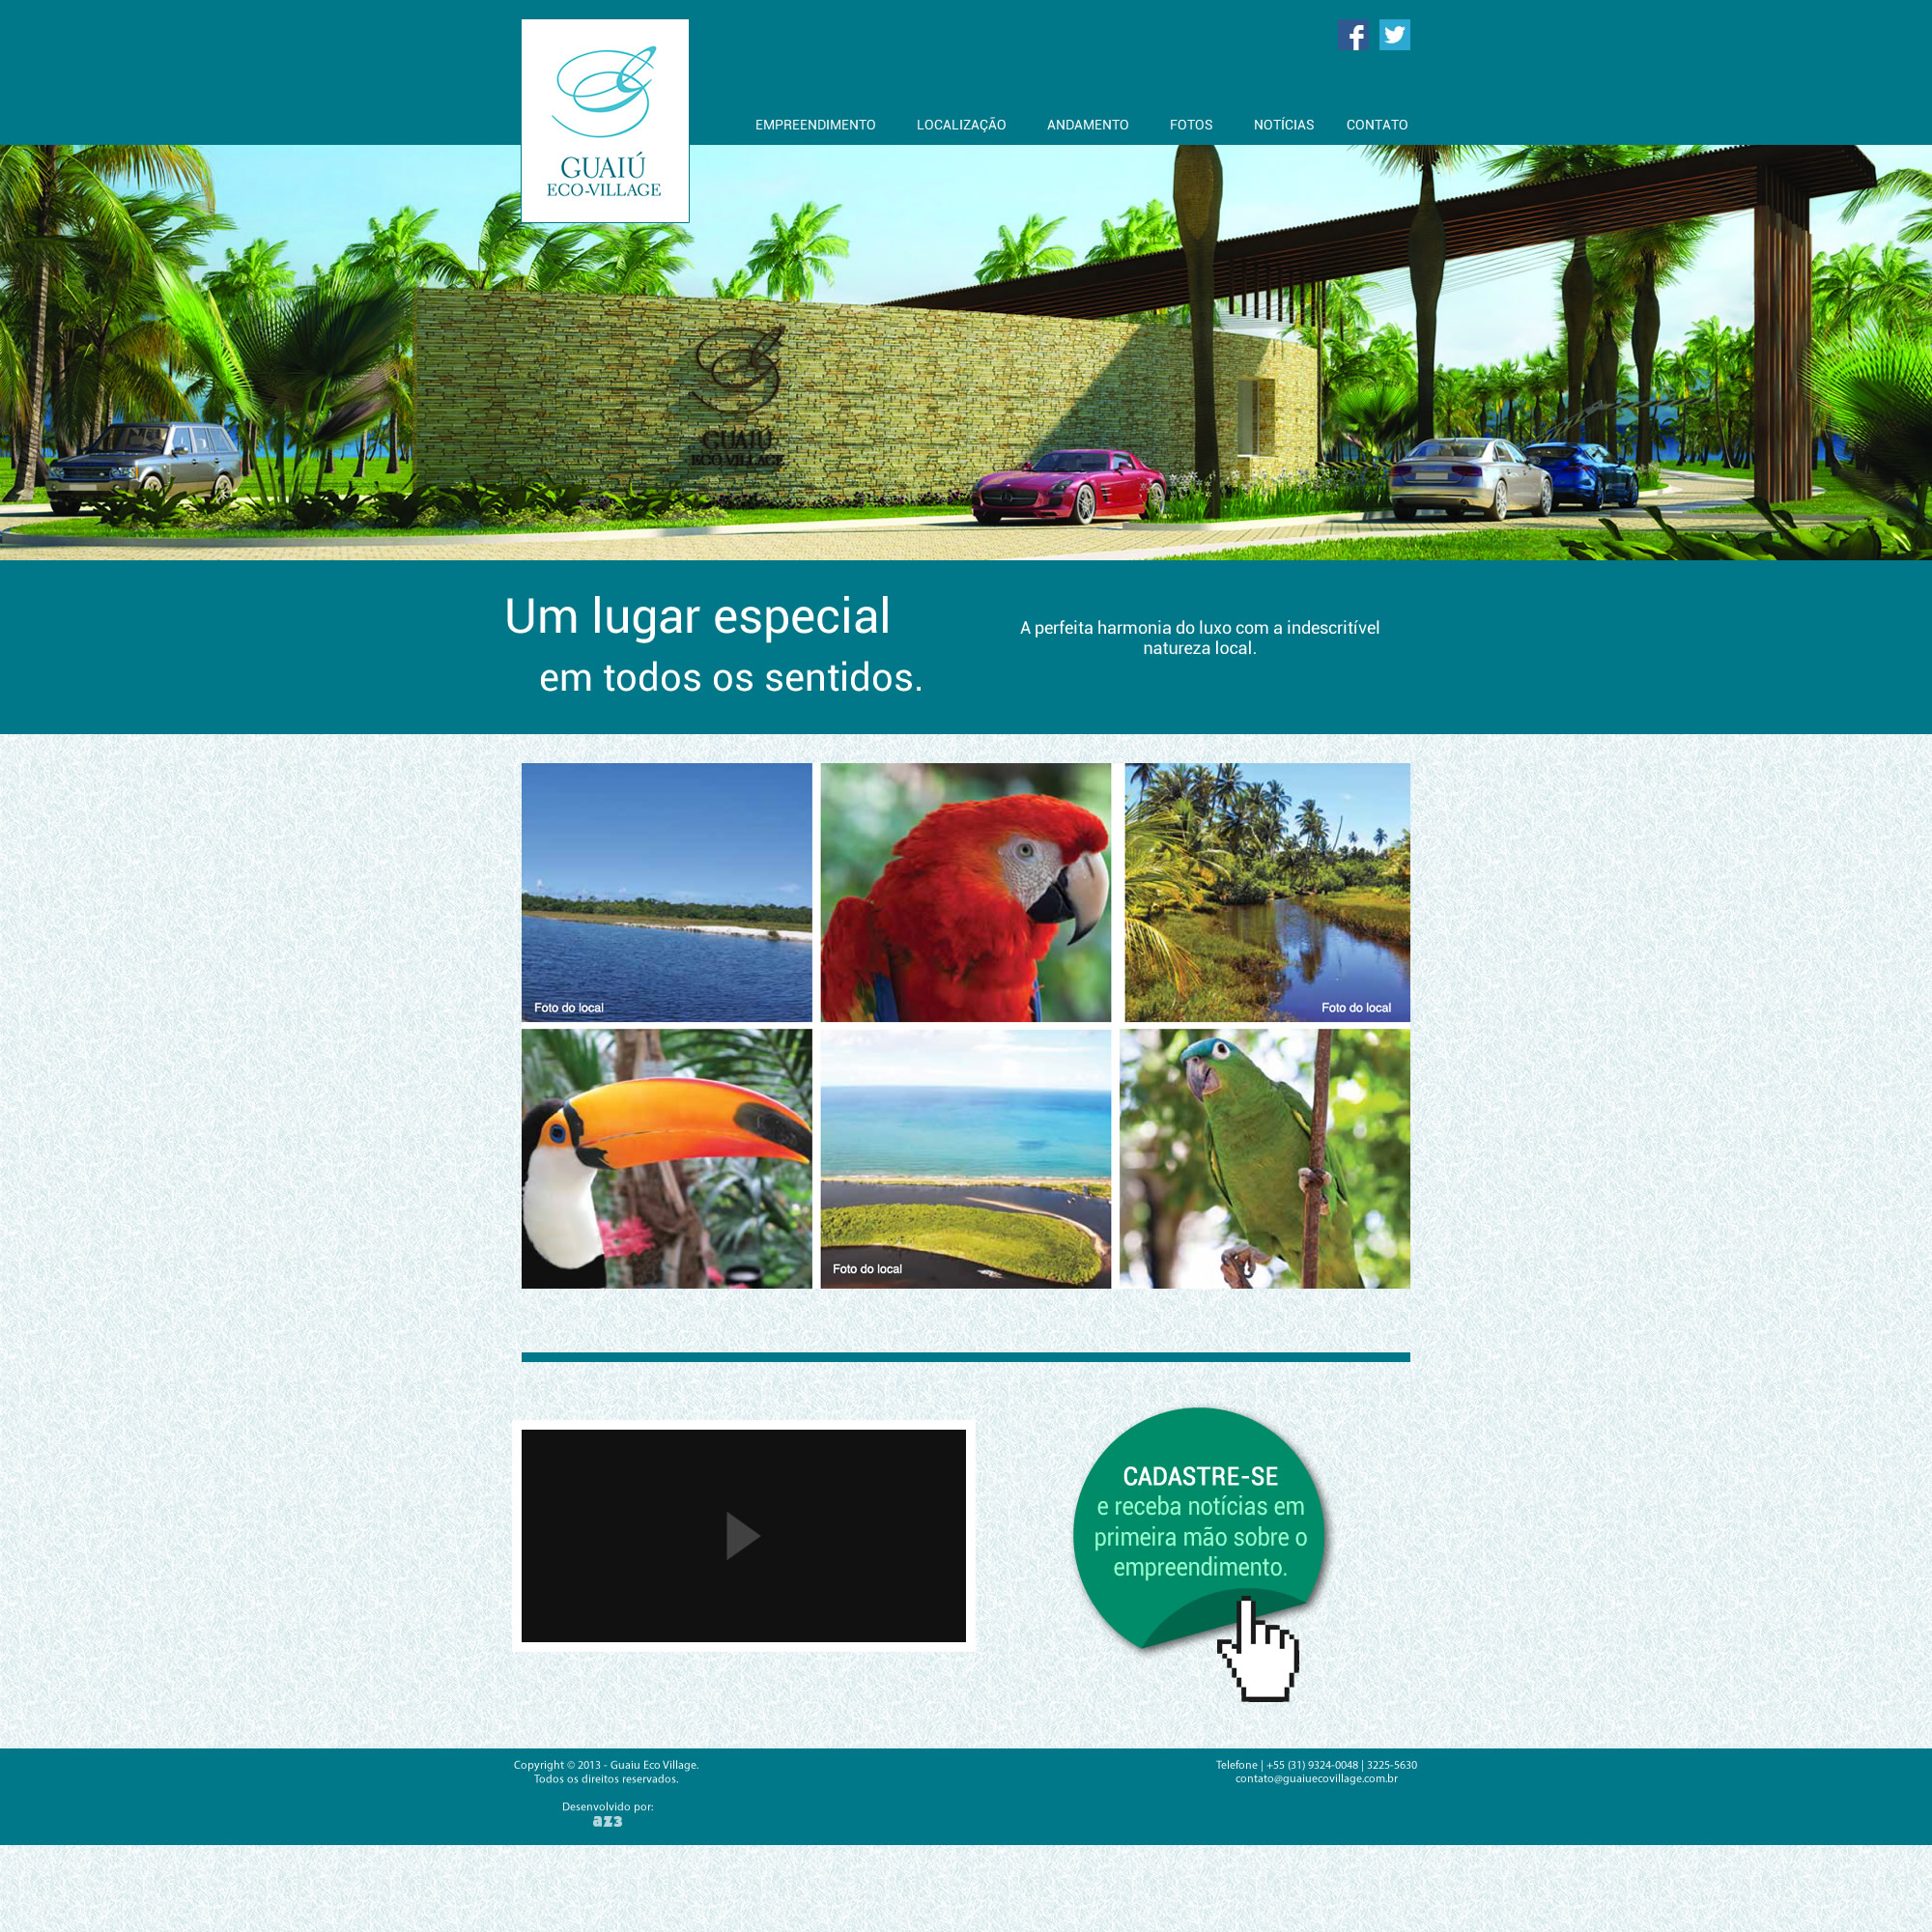 GUAIÚ
ECO-VILLAGE
EMPREENDIMENTO LOCALIZAÇÃO ANDAMENTO FOTOS NOTÍCIAS CONTATO
GUAIÚ
ECO-VILLAGE
Um lugar especial
em todos os sentidos.
A perfeita harmonia do luxo com a indescritível
natureza local.
Foto do local
Foto do local
Foto do local
CADASTRE-SE
e receba notícias em
primeira mão sobre o
empreendimento.
Copyright © 2013 - Guaiu Eco Village.
Todos os direitos reservados.
Desenvolvido por:
az3
Telefone | +55 (31) 9324-0048 | 3225-5630
contato@guaiuecovillage.com.br